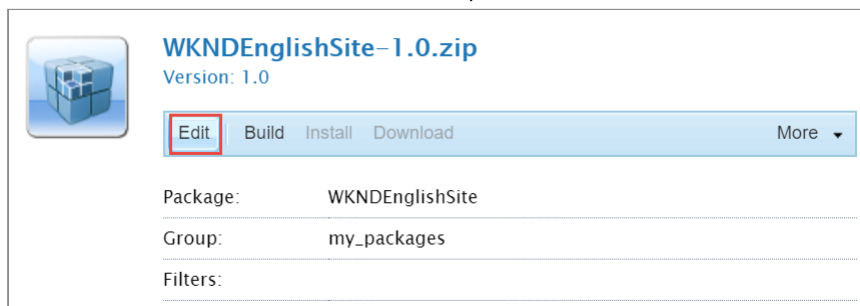 WKNDEnglishSite-1.0.zip
Version: 1.0
Edit Build Install Download More
Package: WKNDEnglishSite
Group: my_packages
Filters: